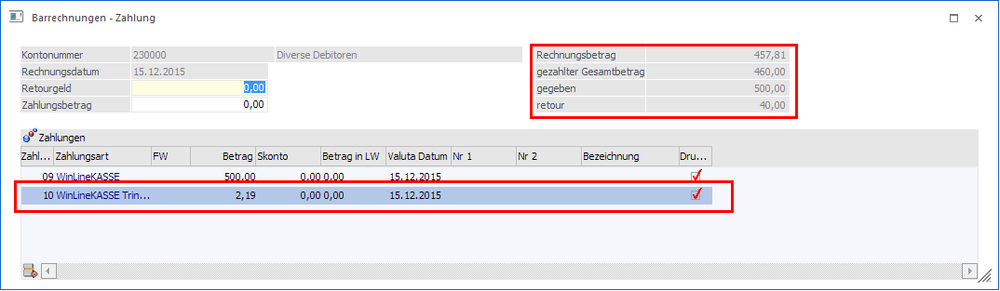 Barrechnungen - Zahlung
Kontonummer 230000 Diverse Debitoren
Rechnungsdatum 15.12.2015
Retourgeld 0,00
Zahlungsbetrag 0,00
Rechnungsbetrag 457,81
gezahlter Gesamtbetrag 460,00
gegeben 500,00
retour 40,00
Zahlungen
Zahl... Zahlungsart FW Betrag Skonto Betrag in LW Valuta Datum Nr 1 Nr 2 Bezeichnung Dru...
09 WinLineKASSE 500,00 0,00 0,00 15.12.2015
10 WinLineKASSE Trin... 2,19 0,00 0,00 15.12.2015